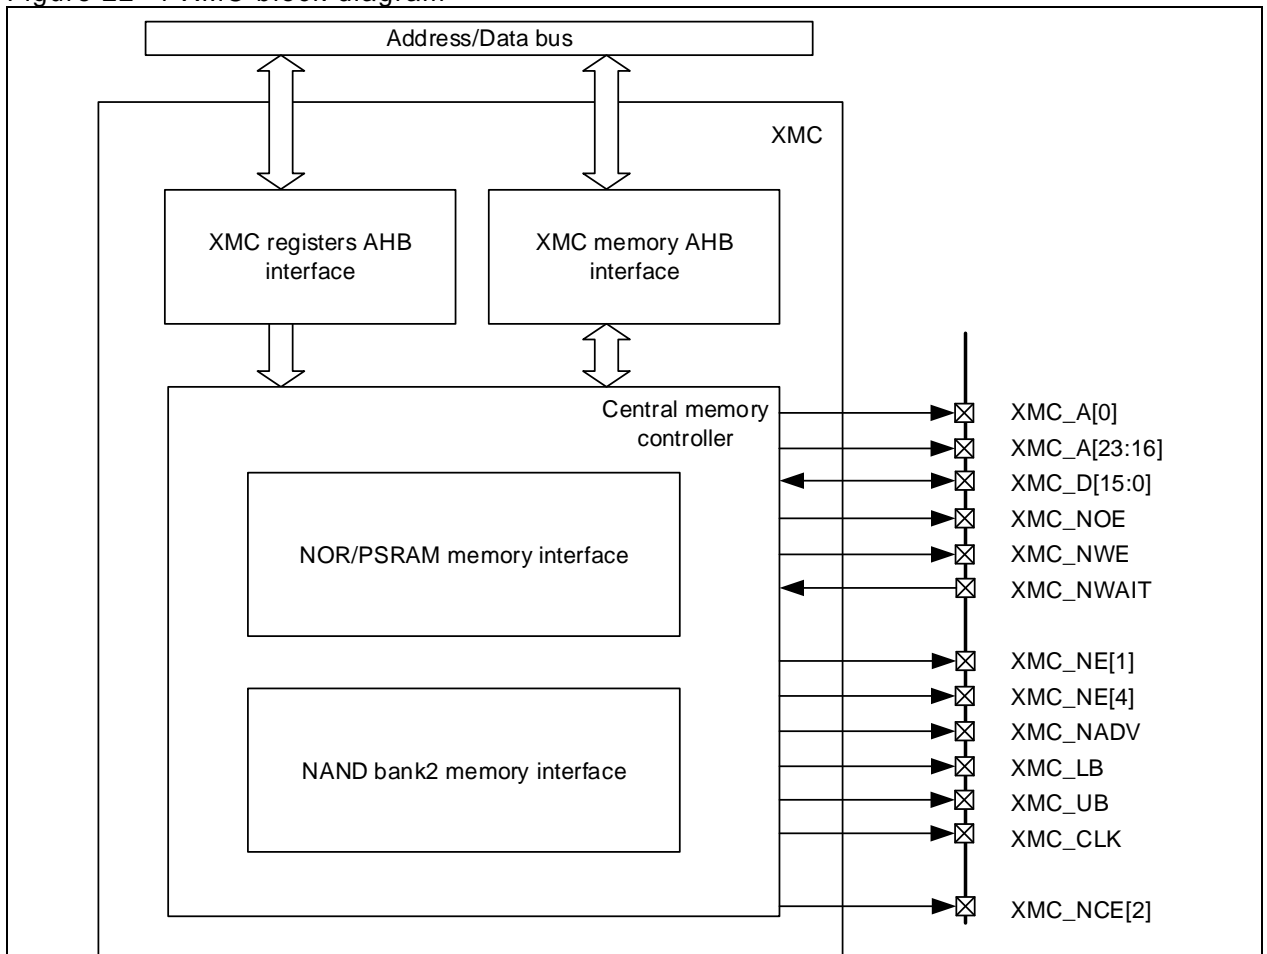 Address/Data bus
XMC
XMC registers AHB
interface
XMC memory AHB
interface
Central memory
controller
NOR/PSRAM memory interface
NAND bank2 memory interface
XMC_A[0]
XMC_A[23:16]
XMC_D[15:0]
XMC_NOE
XMC_NWE
XMC_NWAIT
XMC_NE[1]
XMC_NE[4]
XMC_NADV
XMC_LB
XMC_UB
XMC_CLK
XMC_NCE[2]